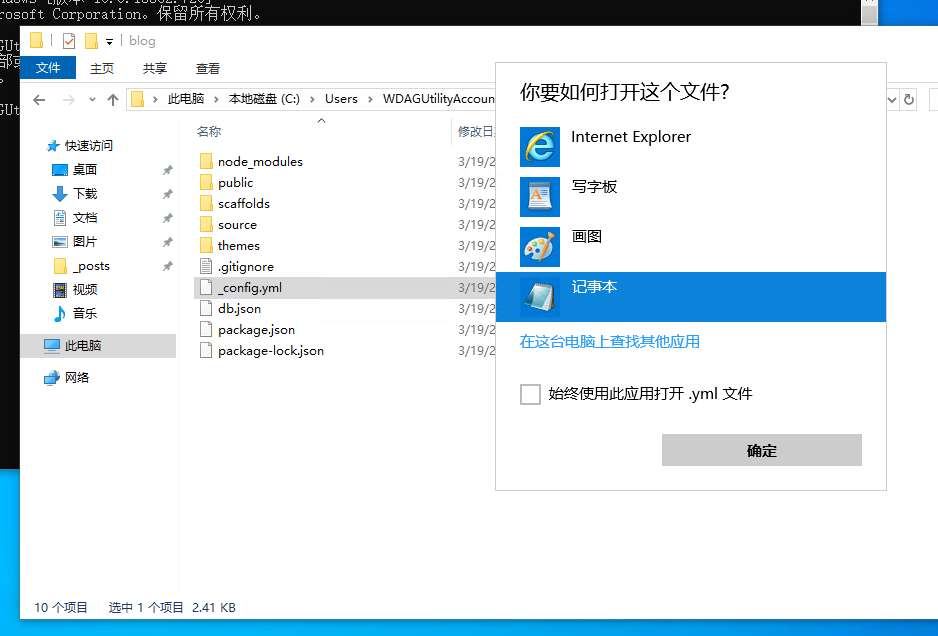 rosoft Corporation。保留所有权利。
blog
文件 主页 共享 查看
此电脑 本地磁盘 (C:) Users WDAGUtilityAccoun
名称 修改日
快速访问
桌面
下载
文档
图片
_posts
视频
音乐
此电脑
网络
node_modules 3/19/2
public 3/19/2
scaffolds 3/19/2
source 3/19/2
themes 3/19/2
.gitignore 3/19/2
_config.yml 3/19/2
db.json 3/19/2
package.json 3/19/2
package-lock.json 3/19/2
你要如何打开这个文件?
Internet Explorer
写字板
画图
记事本
在这台电脑上查找其他应用
始终使用此应用打开 .yml 文件
确定
10 个项目 选中 1 个项目 2.41 KB